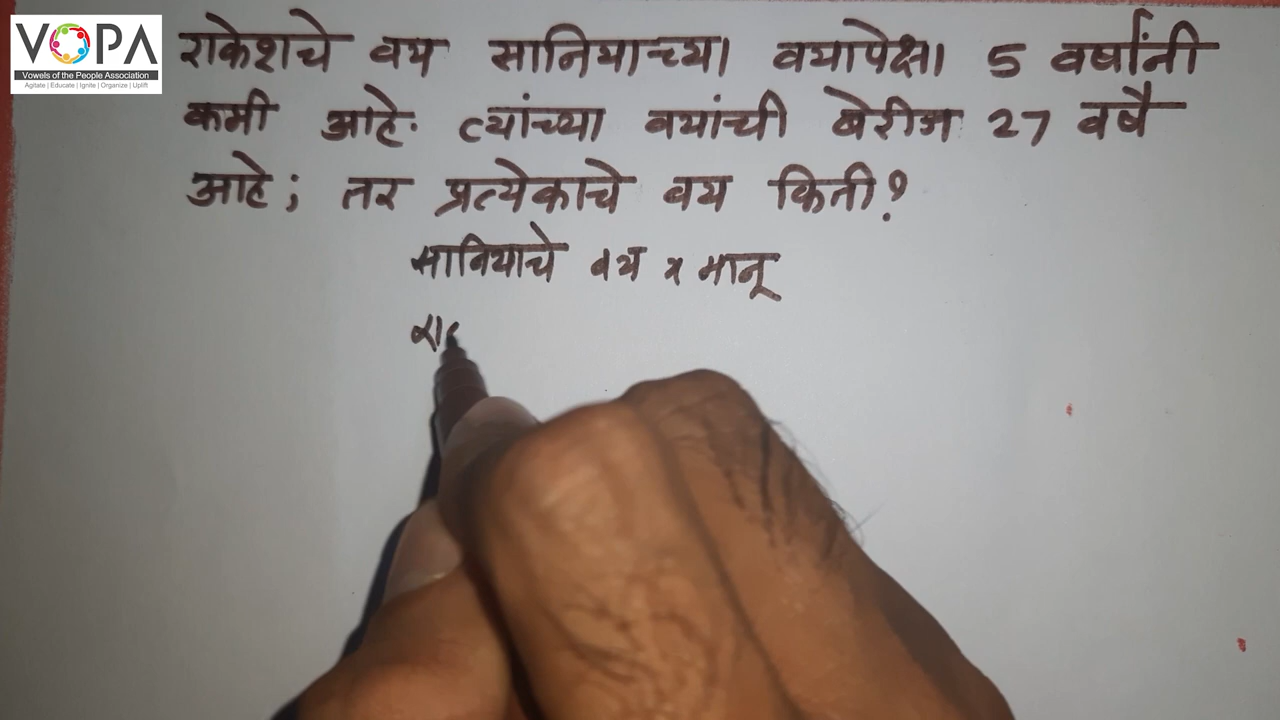 VOPA
Vowels of the People Association
Agitate | Educate | Ignite | Organize | Uplift
राकेशचे वय सानियाच्या वयापेक्षा 5 वर्षांनी
कमी आहे. त्यांच्या वयांची बेरीज 27 वर्षे
आहे; तर प्रत्येकाचे वय किती?
सानियाचे वय x मानू
रा